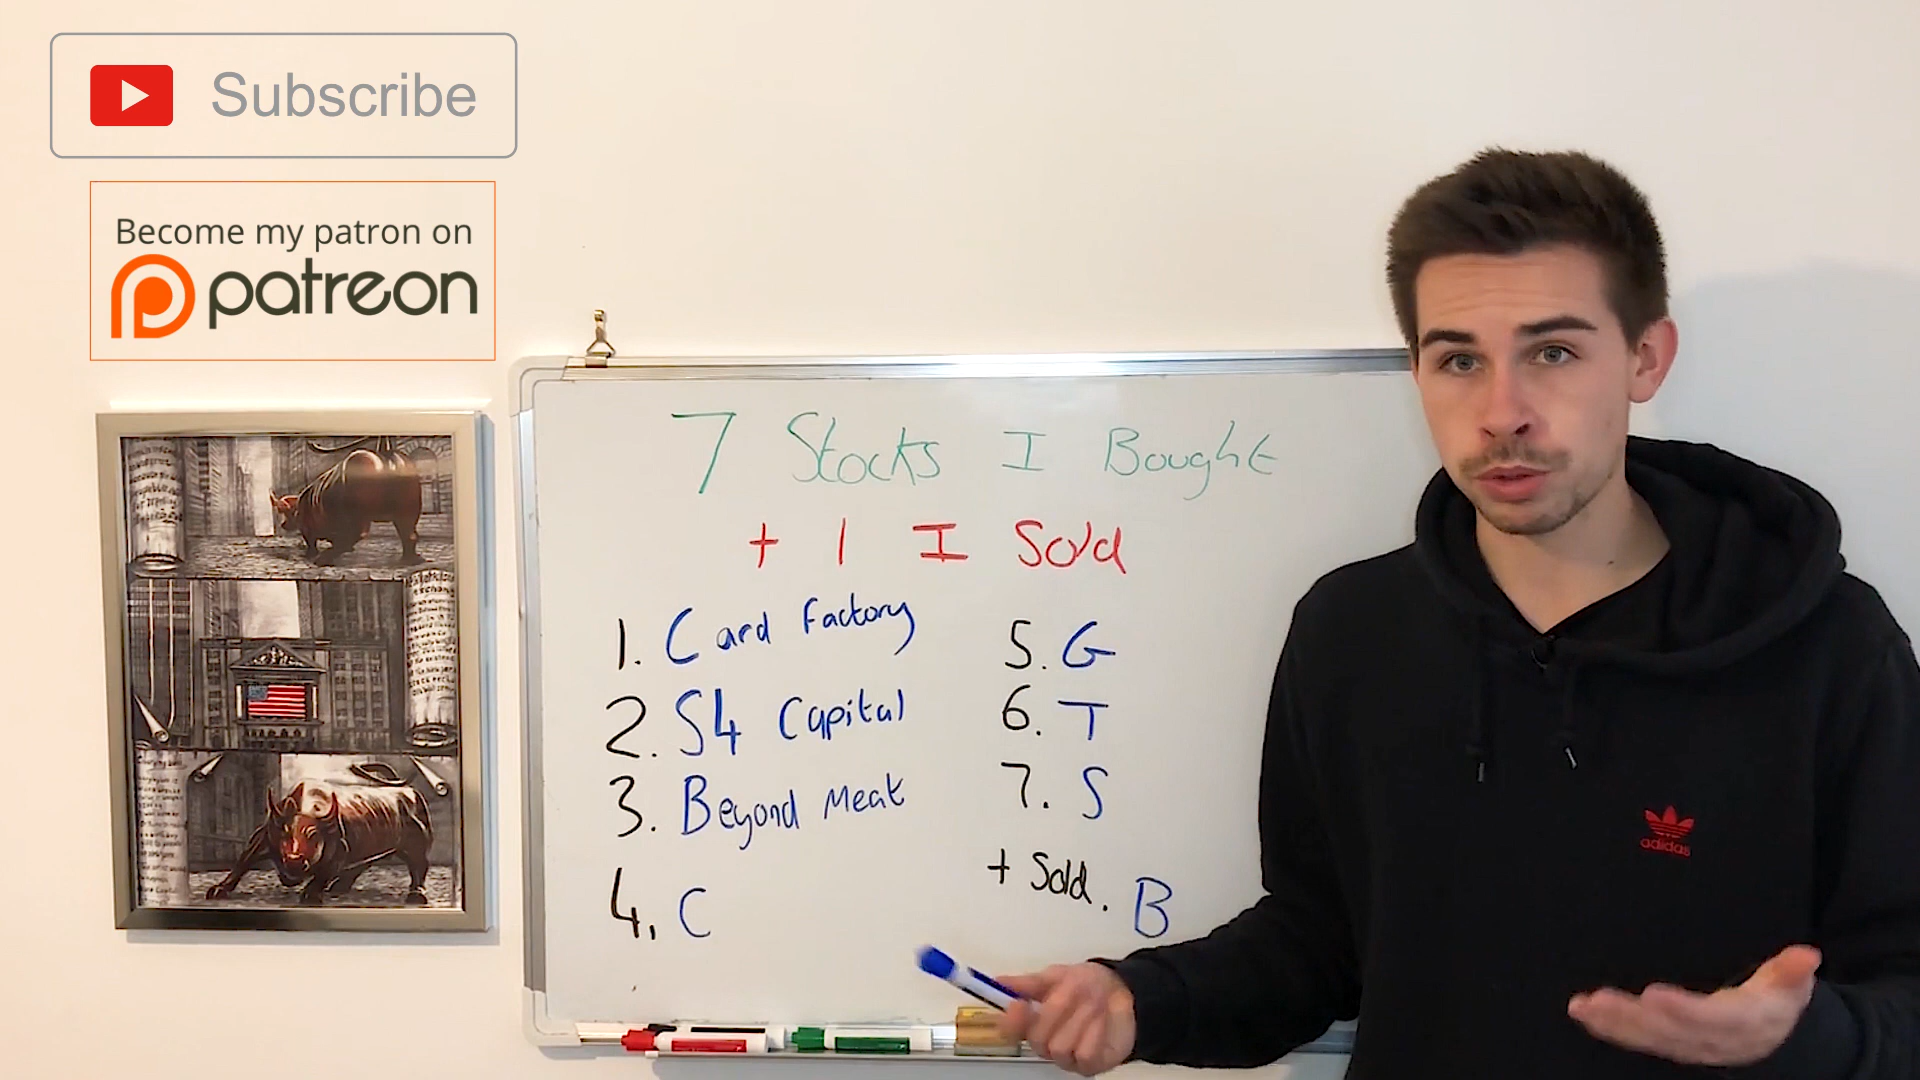 Subscribe
Become my patron on
patreon
7 Stocks I Bought
+ 1 I Sold
1. Card Factory
2. S4 Capital
3. Beyond Meat
4. C
5. G
6. T
7. S
+ Sold. B
adidas